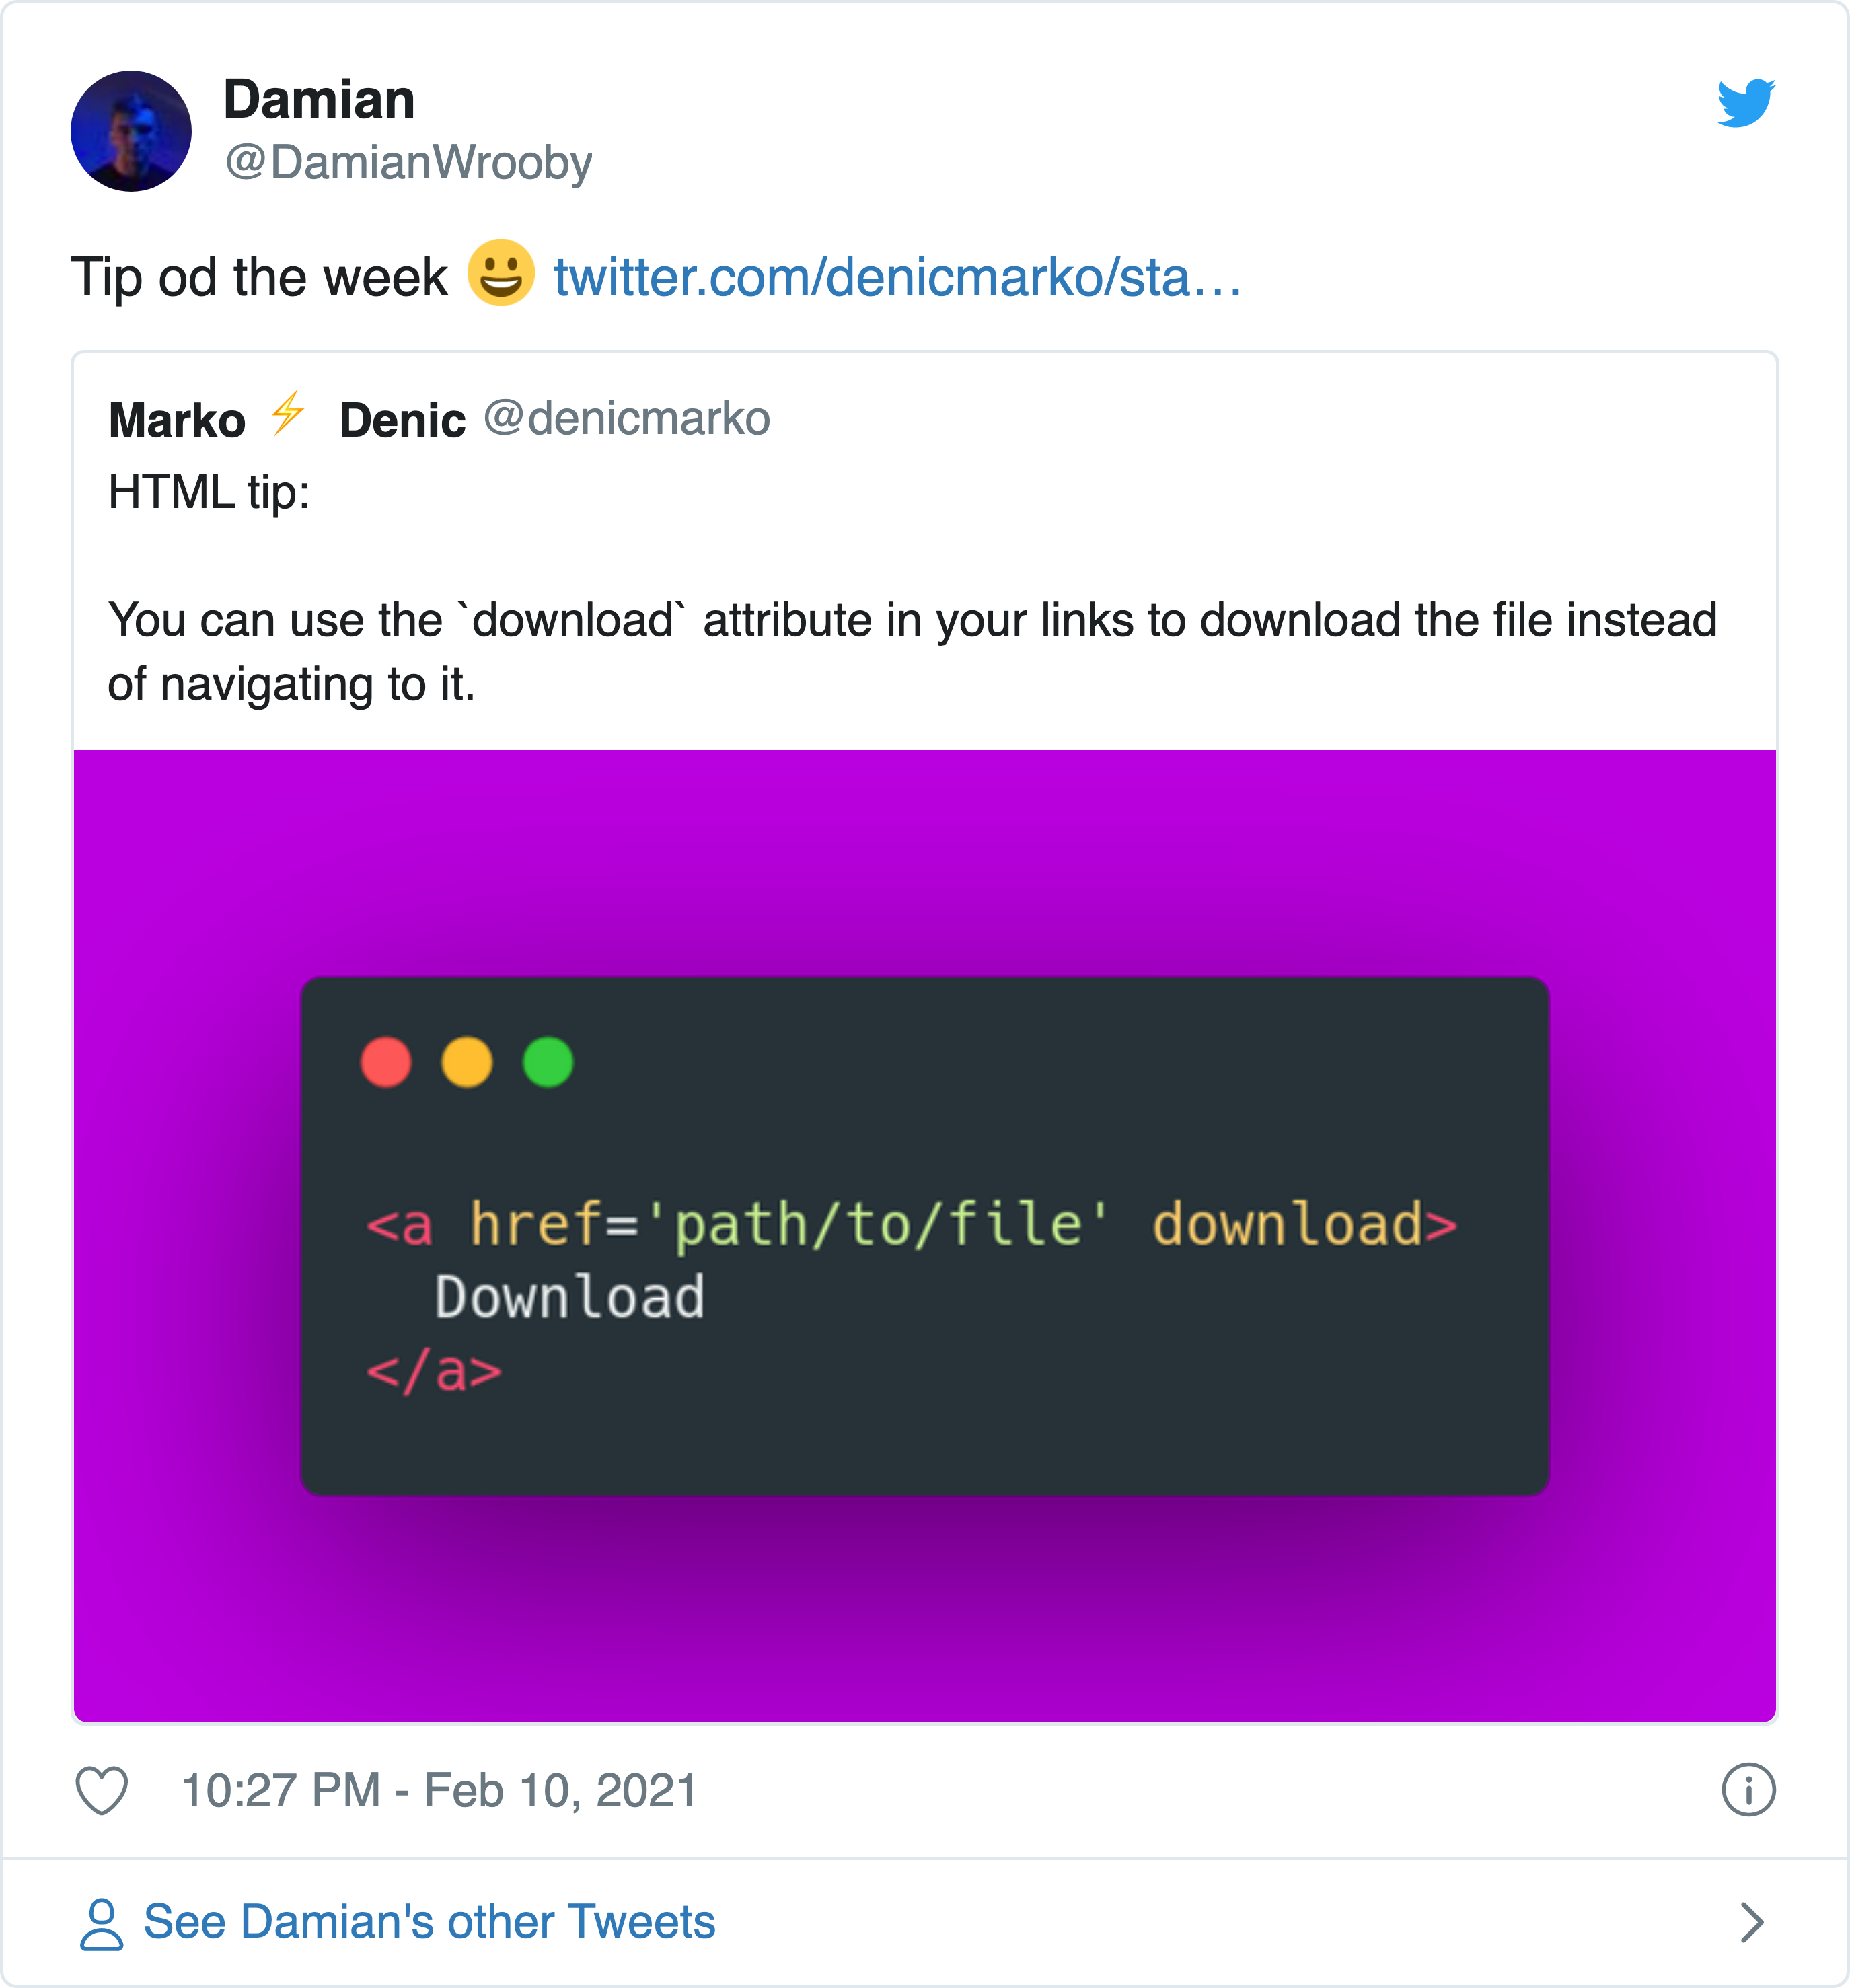 Damian
@DamianWrooby
Tip od the week 😀 twitter.com/denicmarko/sta…
Marko ⚡ Denic @denicmarko
HTML tip:
You can use the `download` attribute in your links to download the file instead
of navigating to it.
<a href='path/to/file' download>
  Download
</a>
10:27 PM - Feb 10, 2021
See Damian's other Tweets